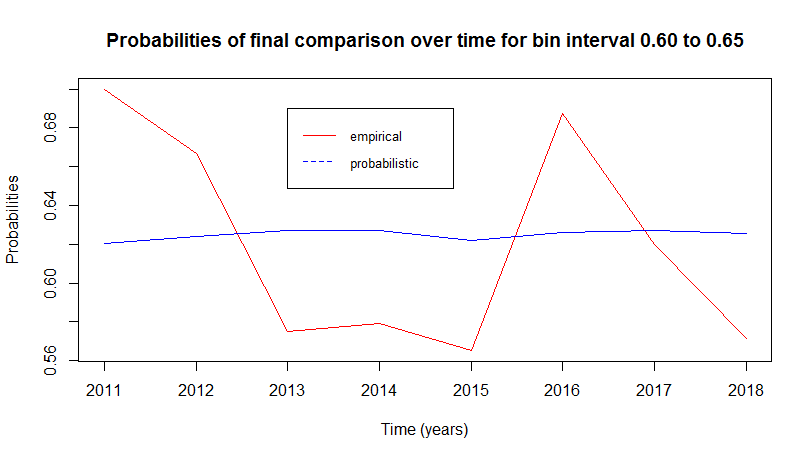 Probabilities of final comparison over time for bin interval 0.60 to 0.65
empirical
probabilistic
Probabilities
0.68
0.64
0.60
0.56
2011 2012 2013 2014 2015 2016 2017 2018
Time (years)